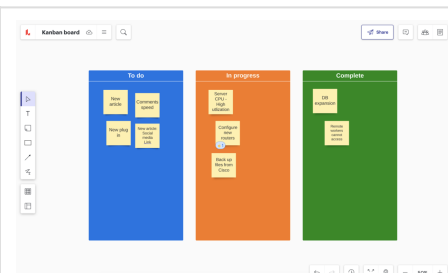 Kanban board
Share
To do
In progress
Complete
New
article
Comments
speed
New plug
in
New article:
Social
media
Link
Server
CPU -
High
utilization
Configure
new
routers
Back up
files from
Cisco
DB
expansion
Remote
workers
cannot
access
T